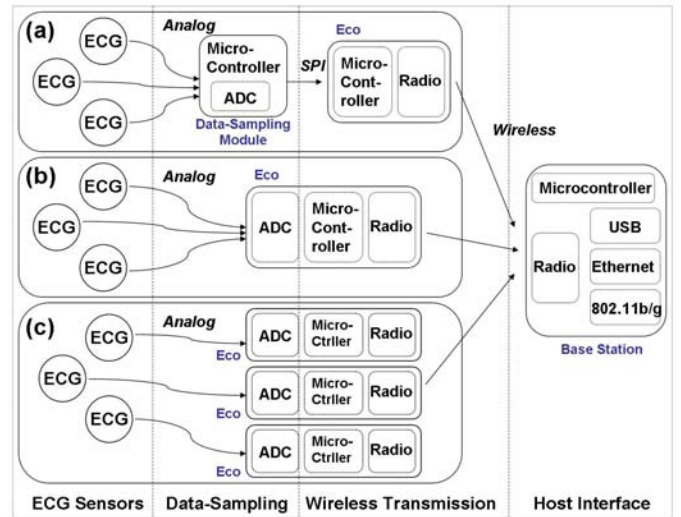 (a)
ECG
ECG
ECG
Analog
Micro-
Controller
ADC
Data-Sampling
Module
SPI
Eco
Micro-
Cont-
roller
Radio
Wireless
(b)
ECG
ECG
ECG
Analog
Eco
ADC
Micro-
Cont-
roller
Radio
(c)
ECG
ECG
ECG
Analog
Eco
ADC
Micro-
Ctrller
Radio
Eco
ADC
Micro-
Ctrller
Radio
Eco
ADC
Micro-
Ctrller
Radio
Microcontroller
Radio
USB
Ethernet
802.11b/g
Base Station
ECG Sensors
Data-Sampling
Wireless Transmission
Host Interface